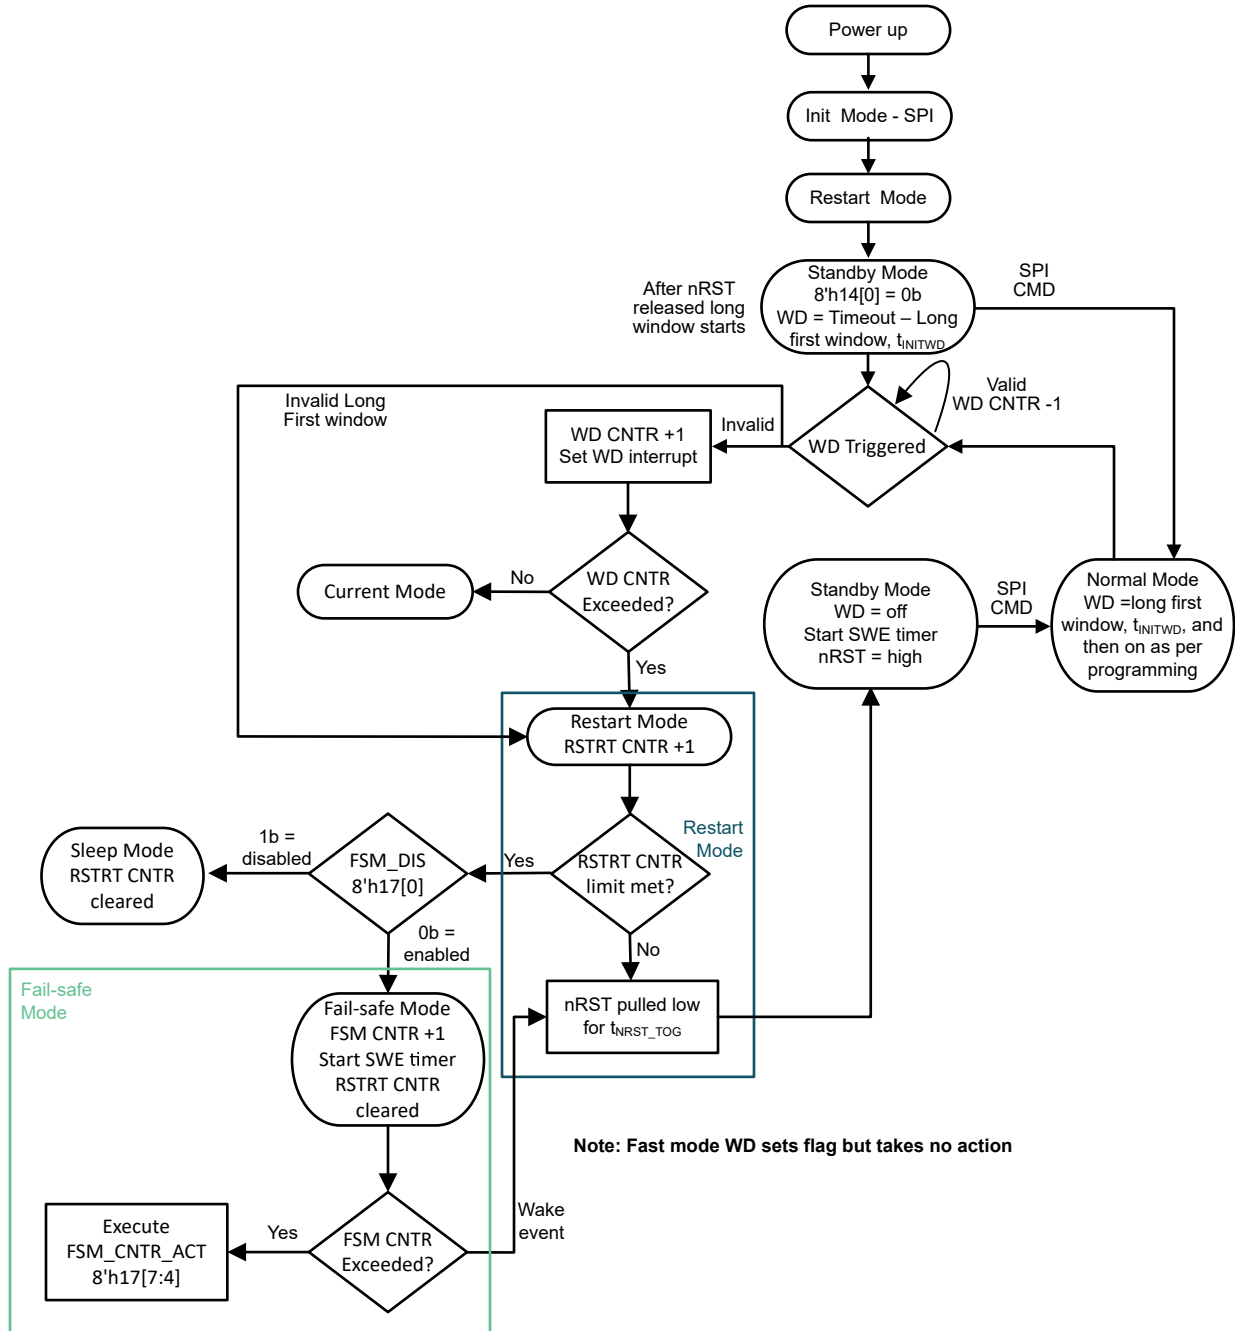 Power up
Init  Mode - SPI
Restart  Mode
After nRST
released long
window starts
Standby Mode
8'h14[0] = 0b
WD = Timeout – Long
first window, tINITWD
SPI
CMD
Invalid Long
First window
WD CNTR +1
Set WD interrupt
Invalid
WD Triggered
Valid
WD CNTR -1
Current Mode
No
WD CNTR
Exceeded?
Yes
Standby Mode
WD = off
Start SWE timer
nRST = high
SPI
CMD
Normal Mode
WD =long first
window, tINITWD, and
then on as per
programming
Restart Mode
RSTRT CNTR +1
Restart
Mode
RSTRT CNTR
limit met?
Yes
No
FSM_DIS
8'h17[0]
1b =
disabled
Sleep Mode
RSTRT CNTR
cleared
0b =
enabled
nRST pulled low
for tNRST_TOG
Fail-safe
Mode
Fail-safe Mode
FSM CNTR +1
Start SWE timer
RSTRT CNTR
cleared
Note: Fast mode WD sets flag but takes no action
Execute
FSM_CNTR_ACT
8'h17[7:4]
Yes
FSM CNTR
Exceeded?
Wake
event